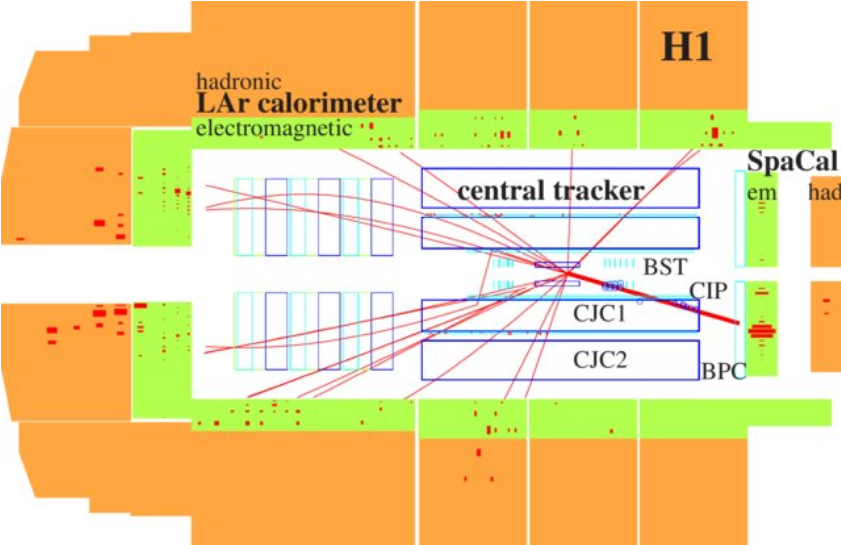 H1
hadronic
LAr calorimeter
electromagnetic
SpaCal
em had
central tracker
BST
CIP
CJC1
CJC2
BPC